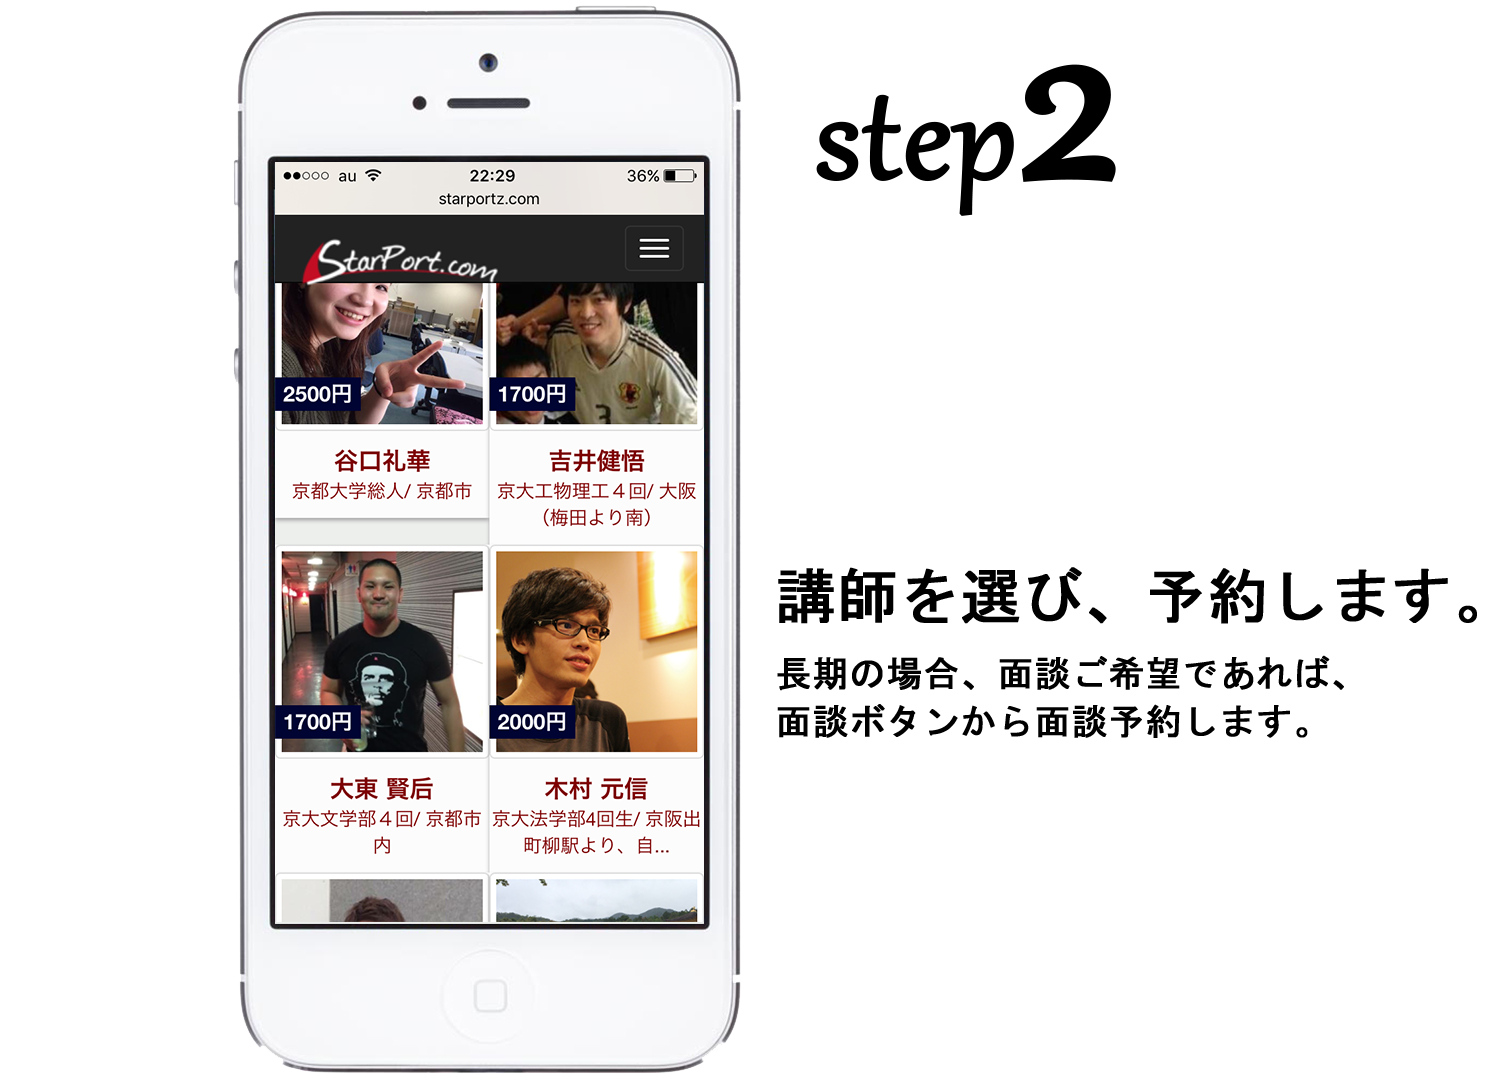 step2
au 22:29 36%
starportz.com
StarPort.com
2500円 1700円
3
谷口礼華 吉井健悟
京都大学総人/ 京都市 京大工物理工４回/ 大阪
（梅田より南）
1700円 2000円
大東 賢后 木村 元信
京大文学部４回/ 京都市 京大法学部4回生/ 京阪出
内 町柳駅より、自...
講師を選び、予約します。
長期の場合、面談ご希望であれば、
面談ボタンから面談予約します。